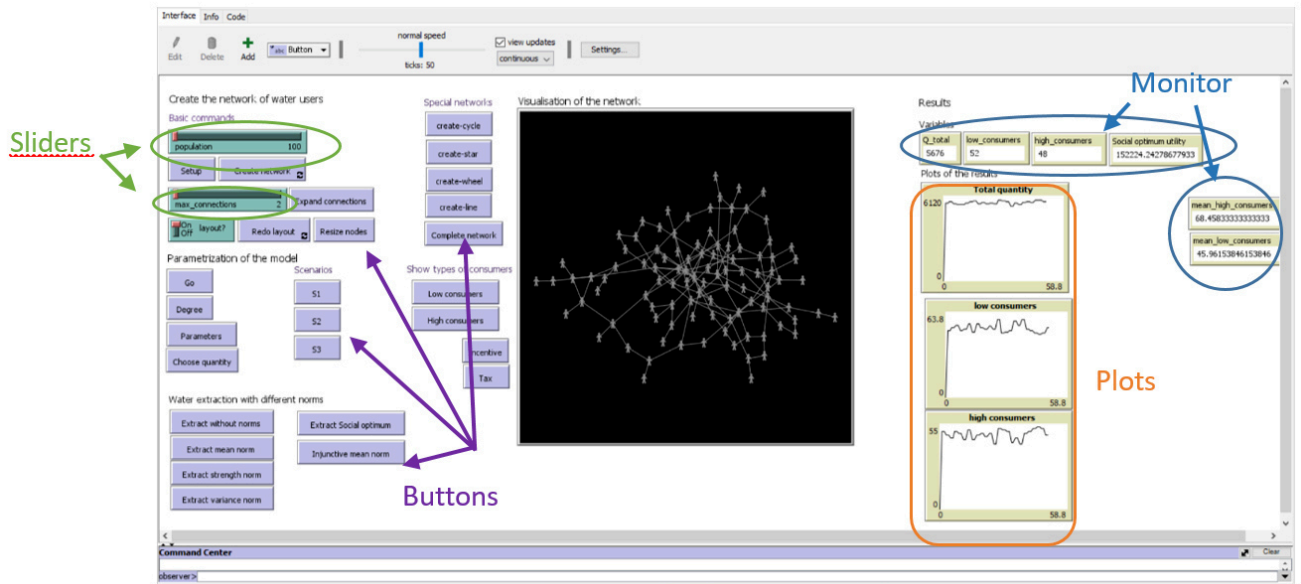 Interface Info Code
Edit Delete Add abc Button normal speed ticks: 50 view updates continuous Settings...
Create the network of water users
Basic commands
population 100
Setup Create network
max_connections 2 Expand connections
On Off layout? Redo layout Resize nodes
Sliders
Special networks
create-cycle
create-star
create-wheel
create-line
Complete network
Parametrization of the model
Go
Degree
Parameters
Choose quantity
Scenarios
S1
S2
S3
Show types of consumers
Low consumers
High consumers
Incentive
Tax
Water extraction with different norms
Extract without norms
Extract mean norm
Extract strength norm
Extract variance norm
Extract Social optimum
Injunctive mean norm
Buttons
Visualisation of the network
Monitor
Results
Variables
Q_total 5676
low_consumers 52
high_consumers 48
Social optimum utility 152224.24278677933
mean_high_consumers
68.45833333333333
mean_low_consumers
45.96153846153846
Plots of the results
Total quantity
6120
0
0 58.8
low consumers
63.8
0
0 58.8
high consumers
55
0
0 58.8
Plots
Command Center Clear
observer>